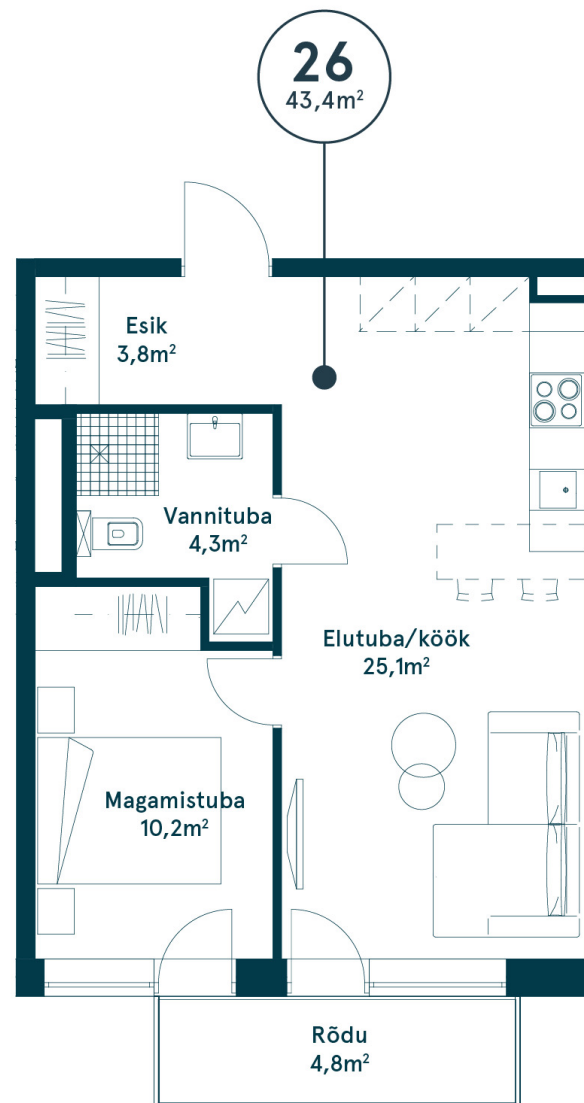 26
43,4m²
Esik
3,8m²
Vannituba
4,3m²
Elutuba/köök
25,1m²
Magamistuba
10,2m²
Rõdu
4,8m²